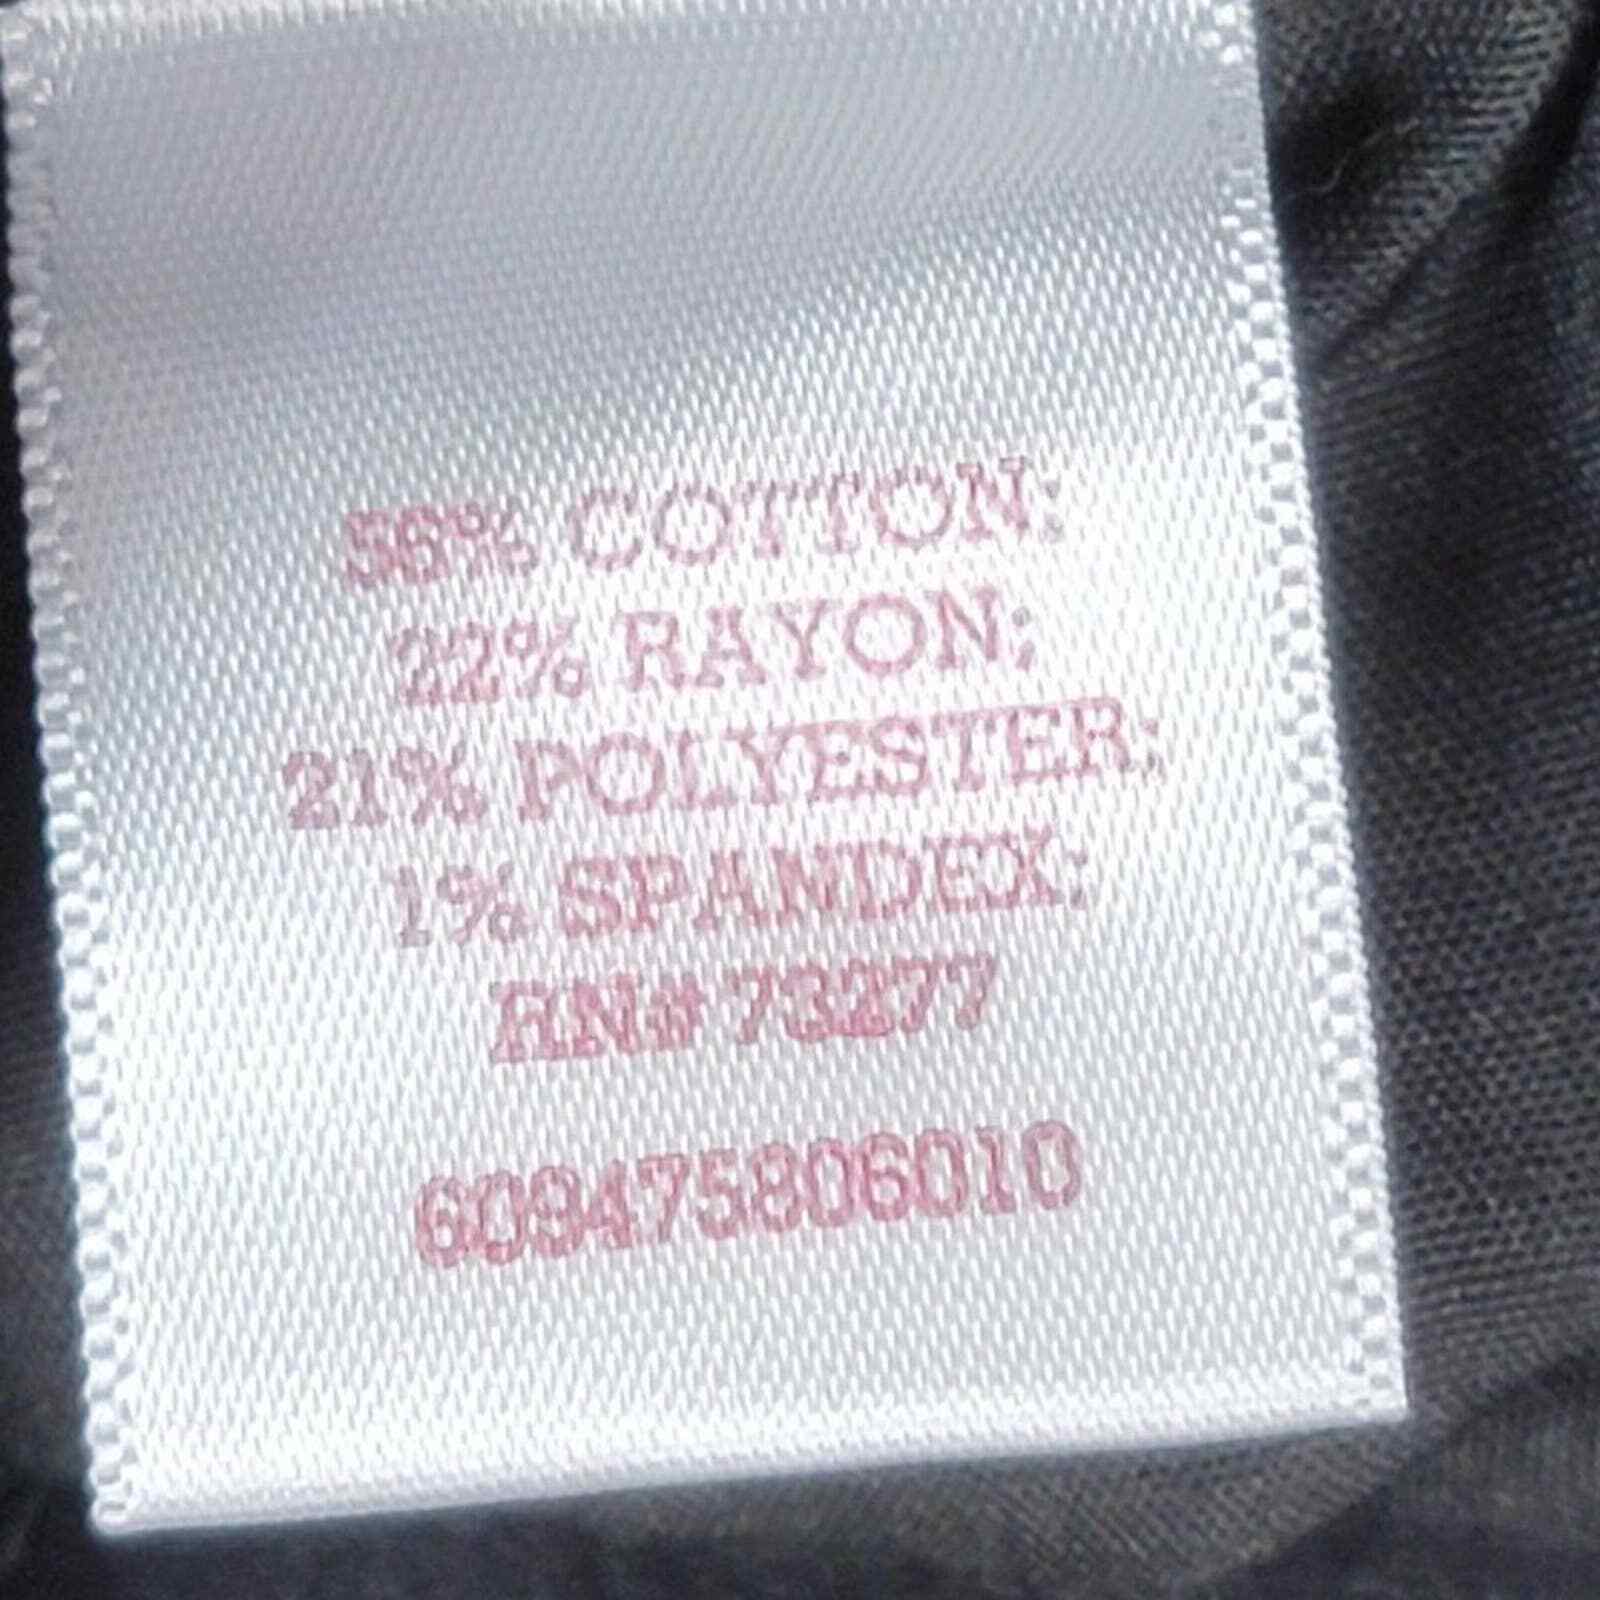 56% COTTON;
22% RAYON;
21% POLYESTER;
1% SPANDEX;
RN# 73277
609475806010